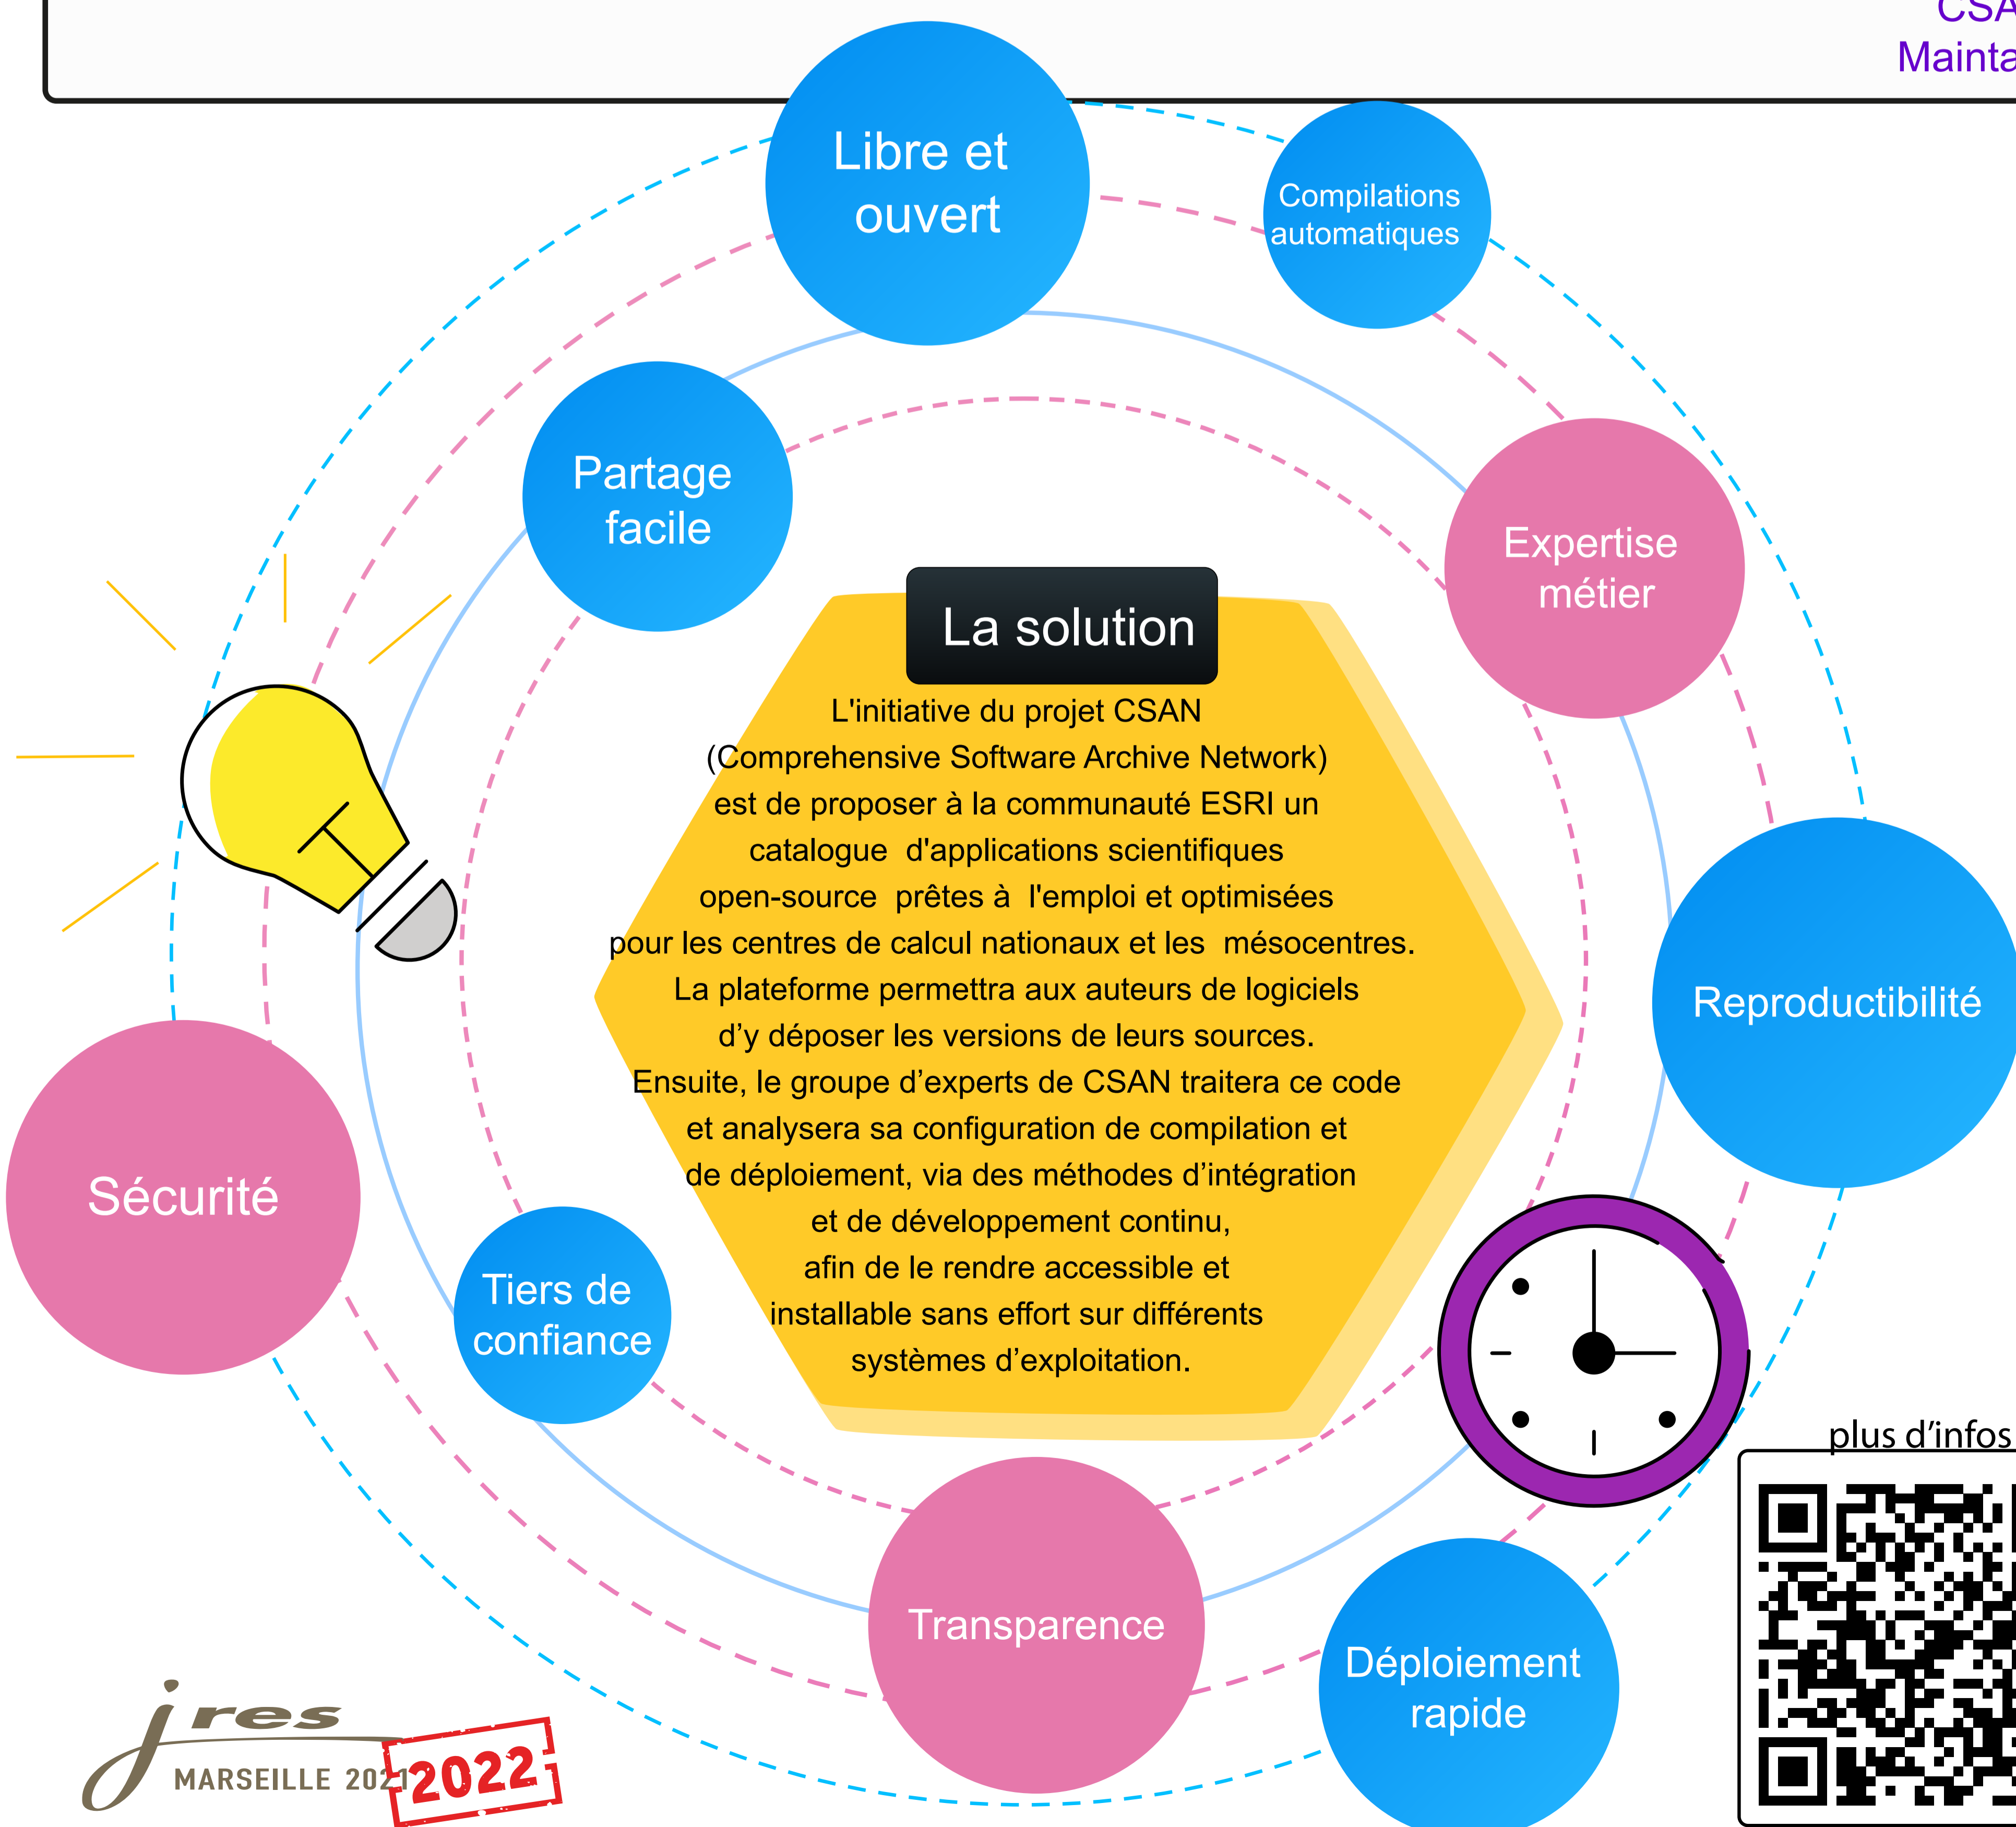 Libre et
ouvert
Compilations
automatiques
Partage
facile
Expertise
métier
La solution
L'initiative du projet CSAN
(Comprehensive Software Archive Network)
est de proposer à la communauté ESRI un
catalogue d'applications scientifiques
open-source prêtes à l'emploi et optimisées
pour les centres de calcul nationaux et les mésocentres.
La plateforme permettra aux auteurs de logiciels
d’y déposer les versions de leurs sources.
Ensuite, le groupe d’experts de CSAN traitera ce code
et analysera sa configuration de compilation et
de déploiement, via des méthodes d’intégration
et de développement continu,
afin de le rendre accessible et
installable sans effort sur différents
systèmes d’exploitation.
Reproductibilité
Sécurité
Tiers de
confiance
Transparence
Déploiement
rapide
plus d’infos
jres
MARSEILLE 2021
2022